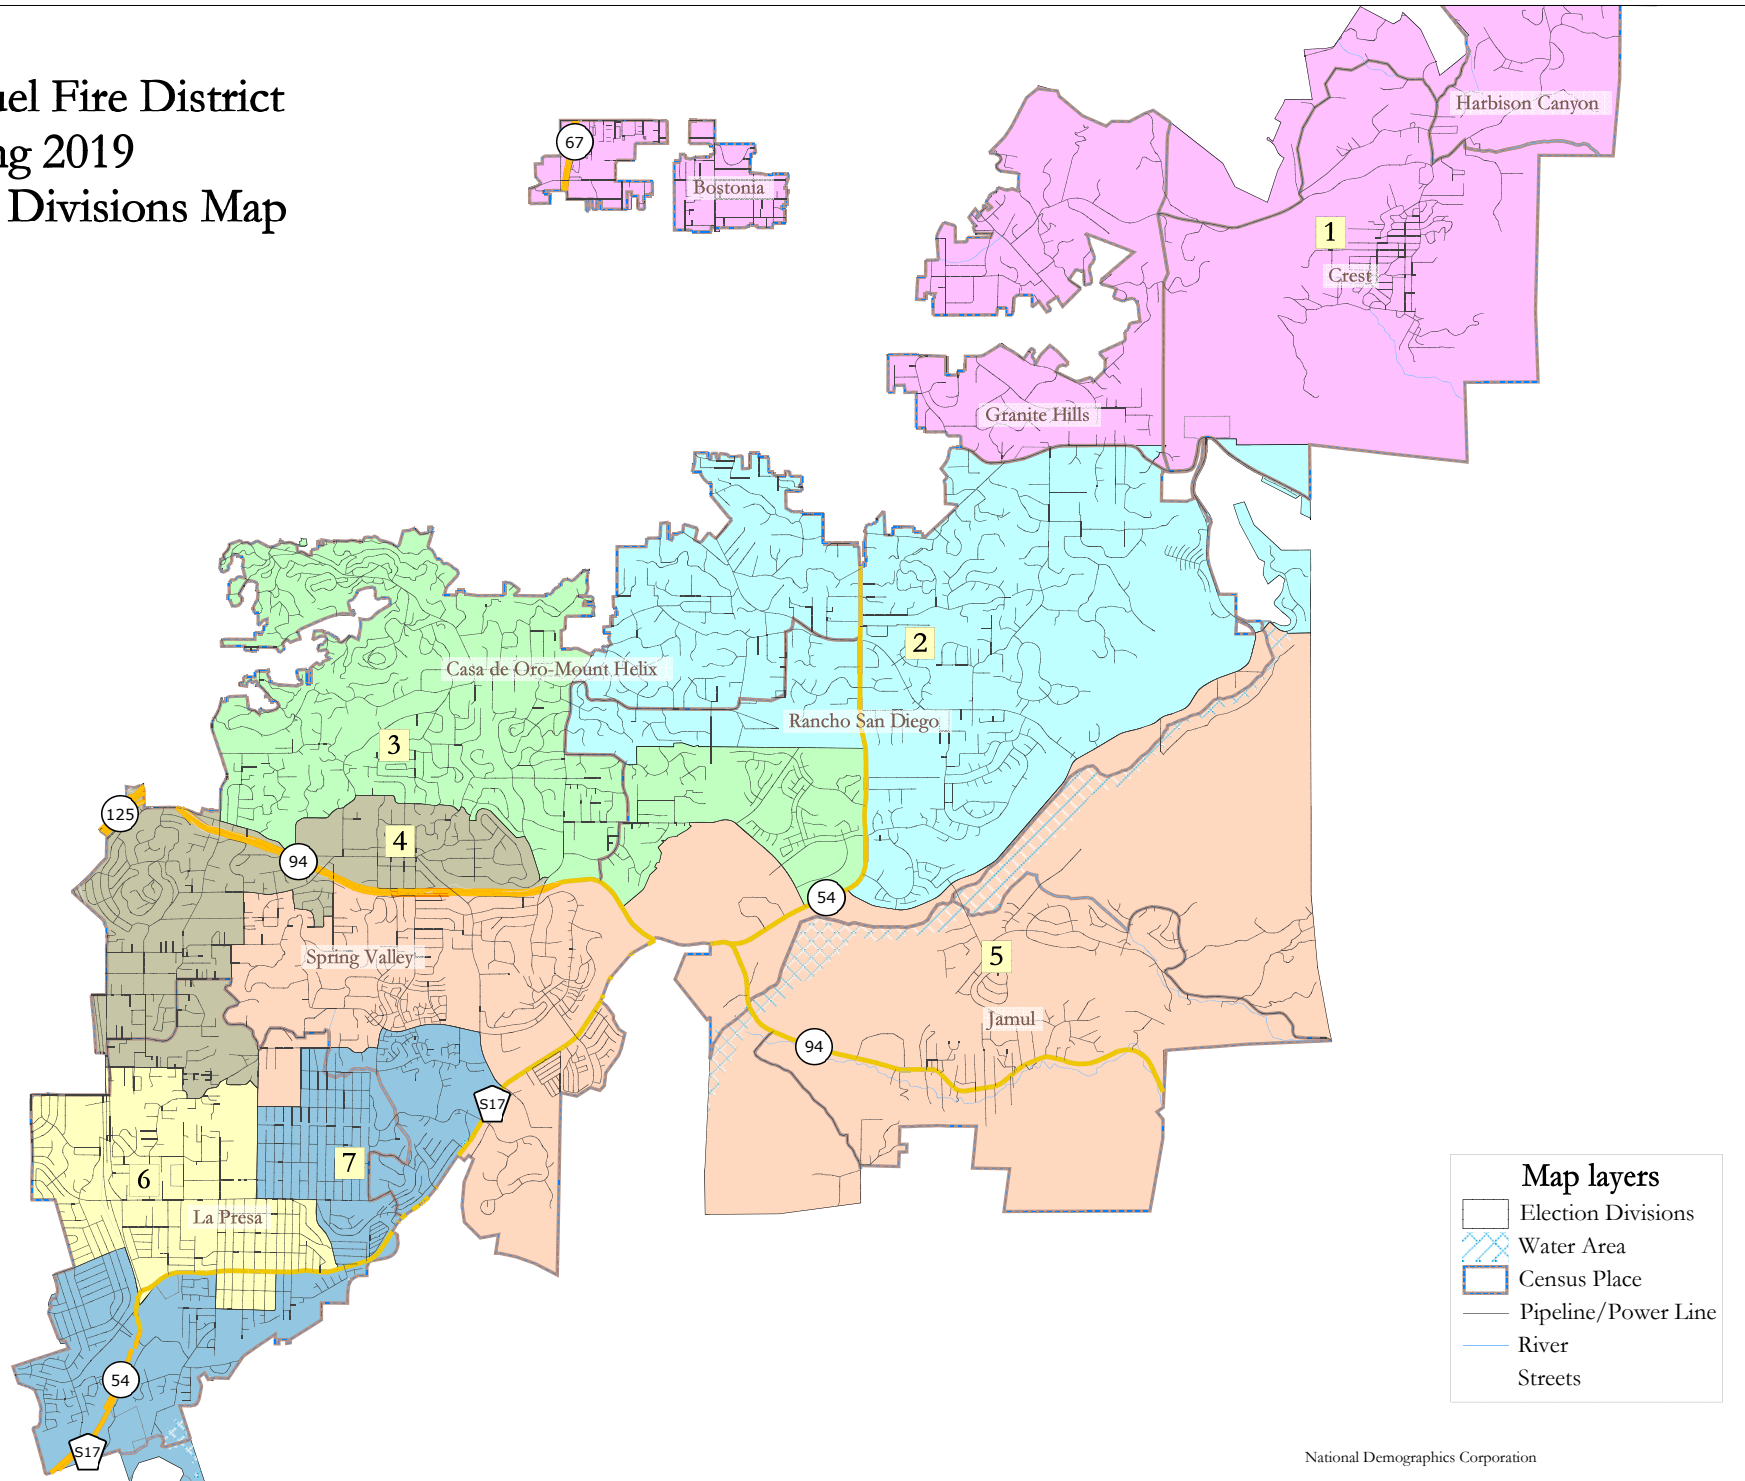 uel Fire District
ng 2019
Divisions Map
67
Bostonia
Harbison Canyon
1
Crest
Granite Hills
2
Casa de Oro-Mount Helix
Rancho San Diego
3
125
4
94
54
Spring Valley
5
Jamul
94
S17
7
6
La Presa
54
S17
Map layers
Election Divisions
Water Area
Census Place
Pipeline/Power Line
River
Streets
National Demographics Corporation